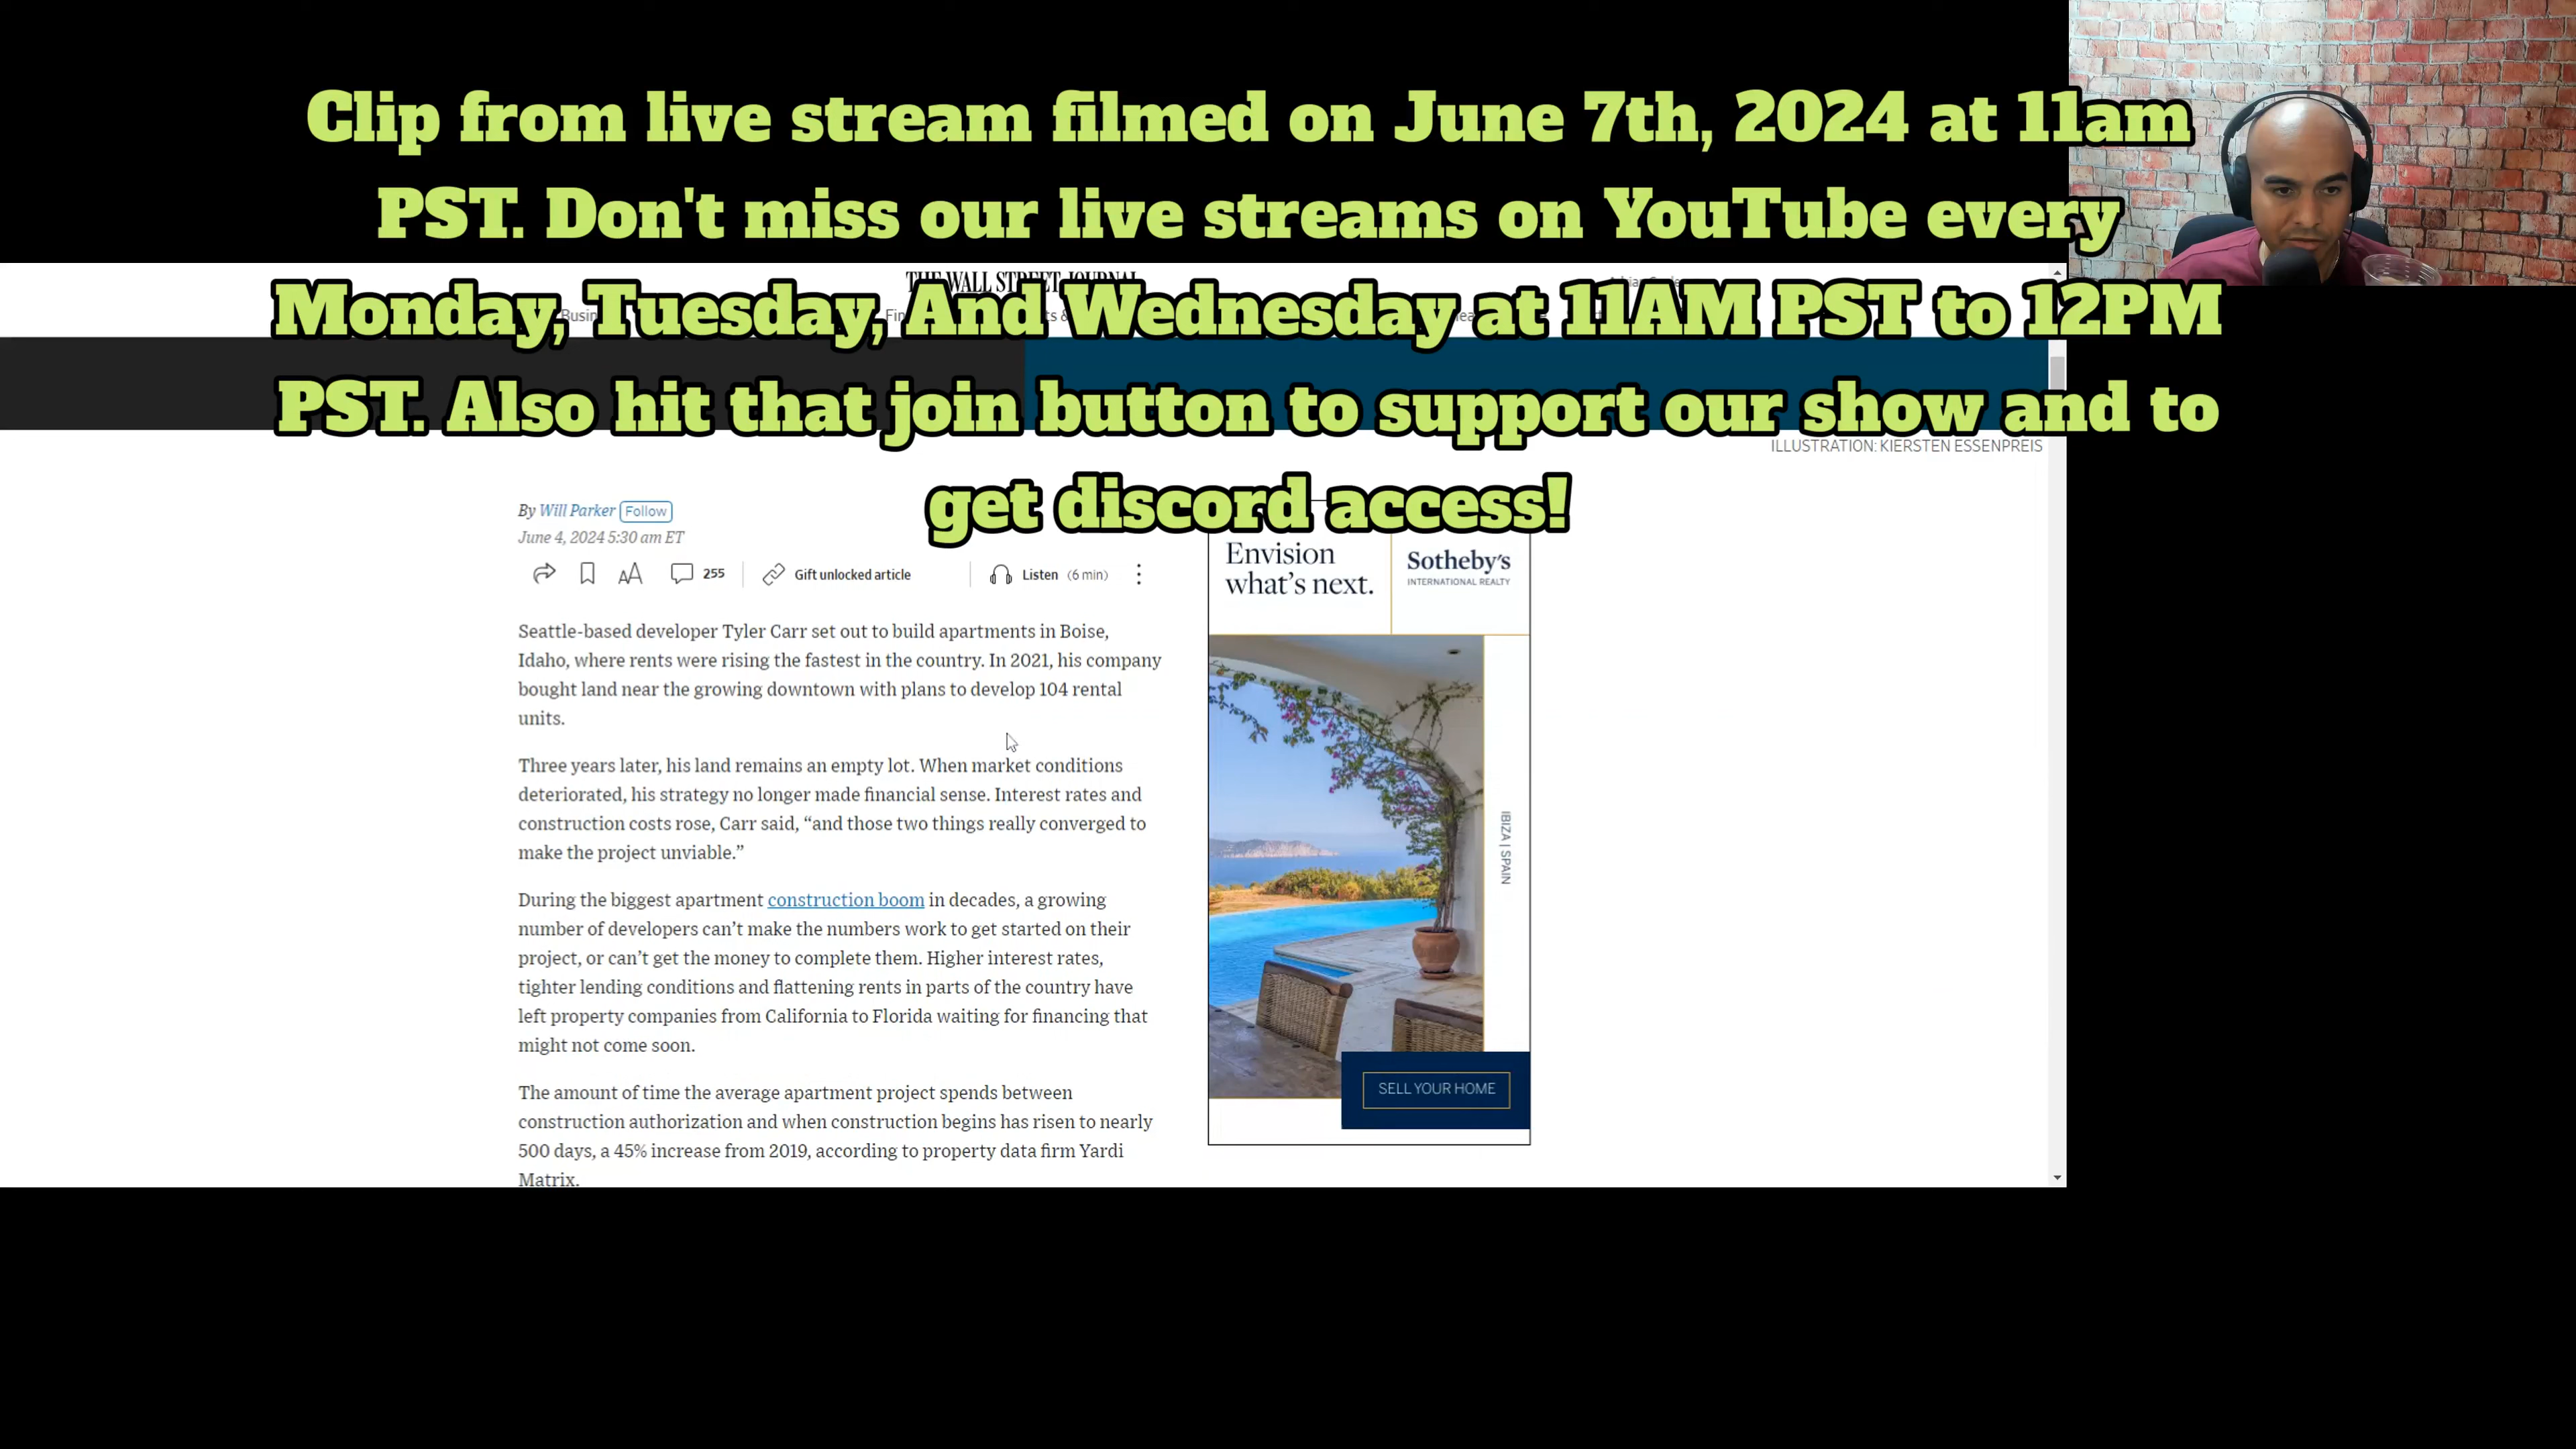 Clip from live stream filmed on June 7th, 2024 at 11am
PST. Don't miss our live streams on YouTube every
Monday, Tuesday, And Wednesday at 11AM PST to 12PM
PST. Also hit that join button to support our show and to
get discord access!
THE WALL STREET JOURNAL
ILLUSTRATION: KIERSTEN ESSENPREIS
By Will Parker Follow
June 4, 2024 5:30 am ET
255 Gift unlocked article Listen (6 min)
Seattle-based developer Tyler Carr set out to build apartments in Boise,
Idaho, where rents were rising the fastest in the country. In 2021, his company
bought land near the growing downtown with plans to develop 104 rental
units.
Three years later, his land remains an empty lot. When market conditions
deteriorated, his strategy no longer made financial sense. Interest rates and
construction costs rose, Carr said, “and those two things really converged to
make the project unviable.”
During the biggest apartment construction boom in decades, a growing
number of developers can’t make the numbers work to get started on their
project, or can’t get the money to complete them. Higher interest rates,
tighter lending conditions and flattening rents in parts of the country have
left property companies from California to Florida waiting for financing that
might not come soon.
The amount of time the average apartment project spends between
construction authorization and when construction begins has risen to nearly
500 days, a 45% increase from 2019, according to property data firm Yardi
Matrix.
Envision
what’s next.
Sotheby's
INTERNATIONAL REALTY
IBIZA | SPAIN
SELL YOUR HOME